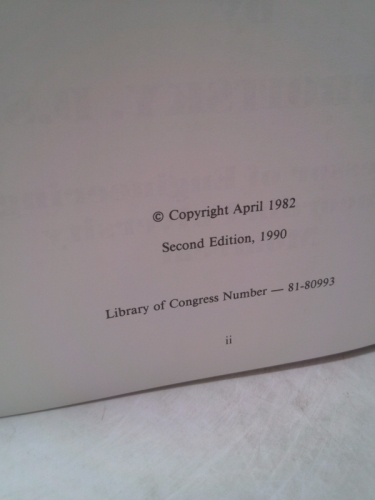 © Copyright April 1982
Second Edition, 1990
Library of Congress Number — 81-80993
ii